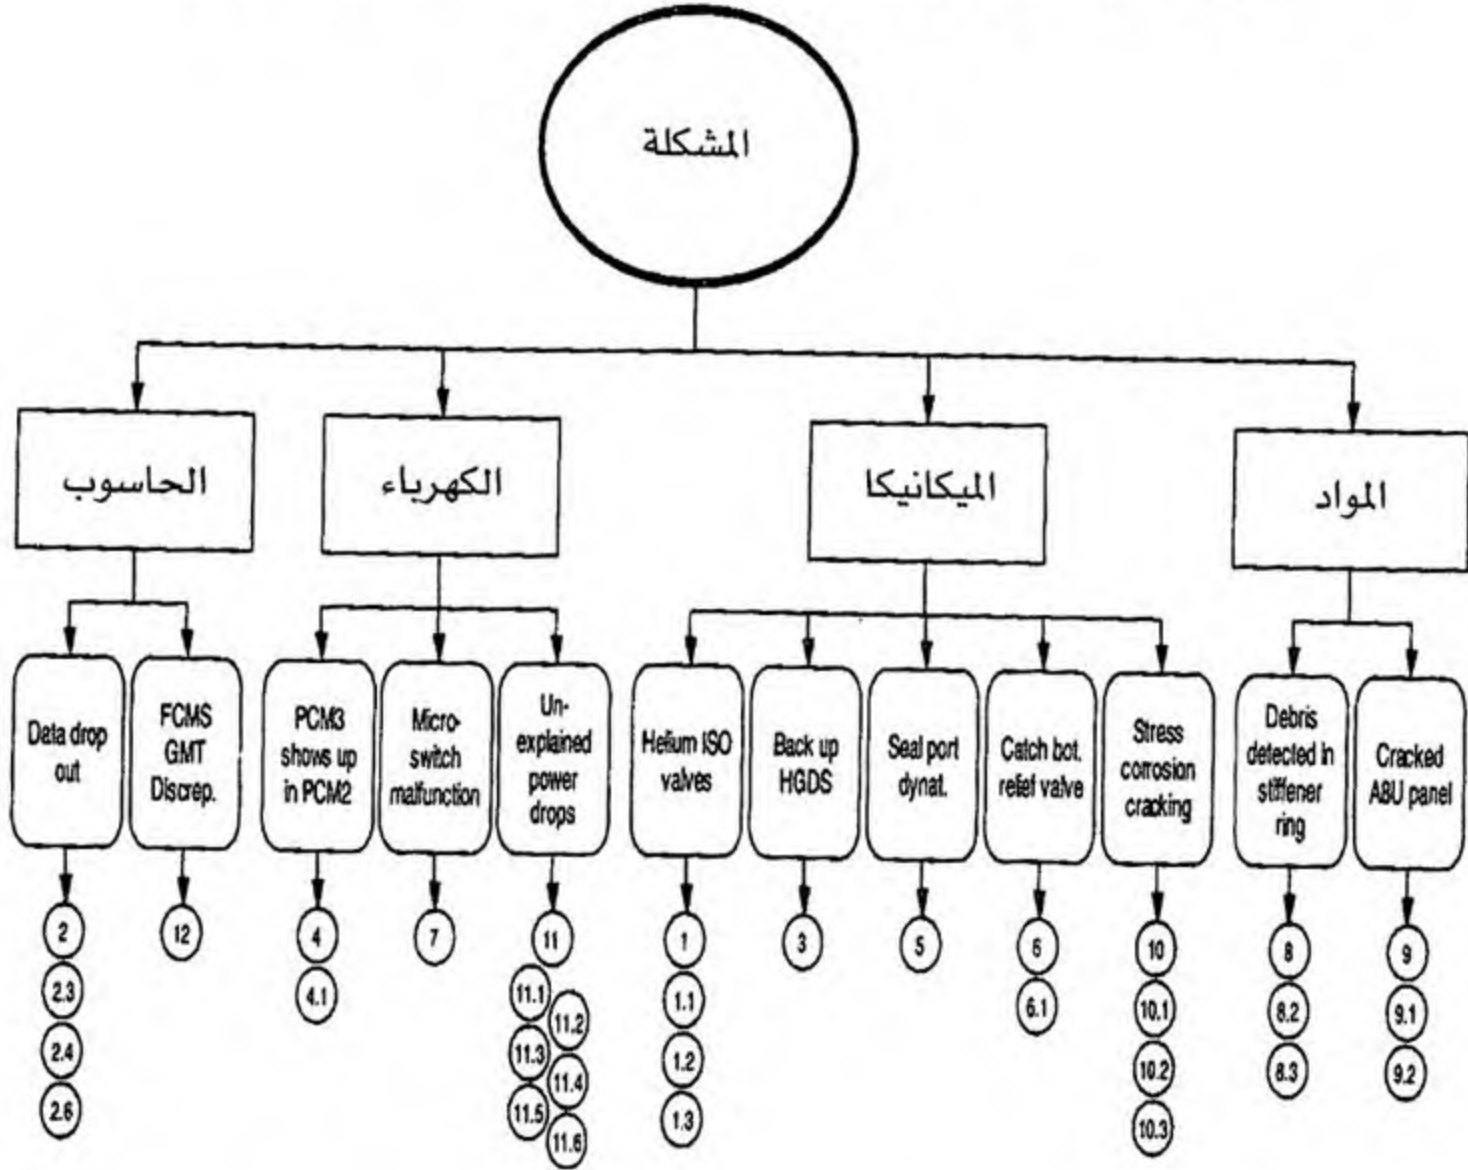 المشكلة
الحاسوب
الكهرباء
الميكانيكا
المواد
Data drop
out
FCMS
GMT
Discrep.
PCM3
shows up
in PCM2
Micro-
switch
malfunction
Un-
explained
power
drops
Helium ISO
valves
Back up
HGDS
Seal port
dynat.
Catch bot.
relief valve
Stress
corrosion
cracking
Debris
detected in
stiffener
ring
Cracked
A8U panel
2
2.3
2.4
2.6
12
4
4.1
7
11
11.1
11.2
11.3
11.4
11.5
11.6
1
1.1
1.2
1.3
3
5
6
6.1
10
10.1
10.2
10.3
8
8.2
8.3
9
9.1
9.2